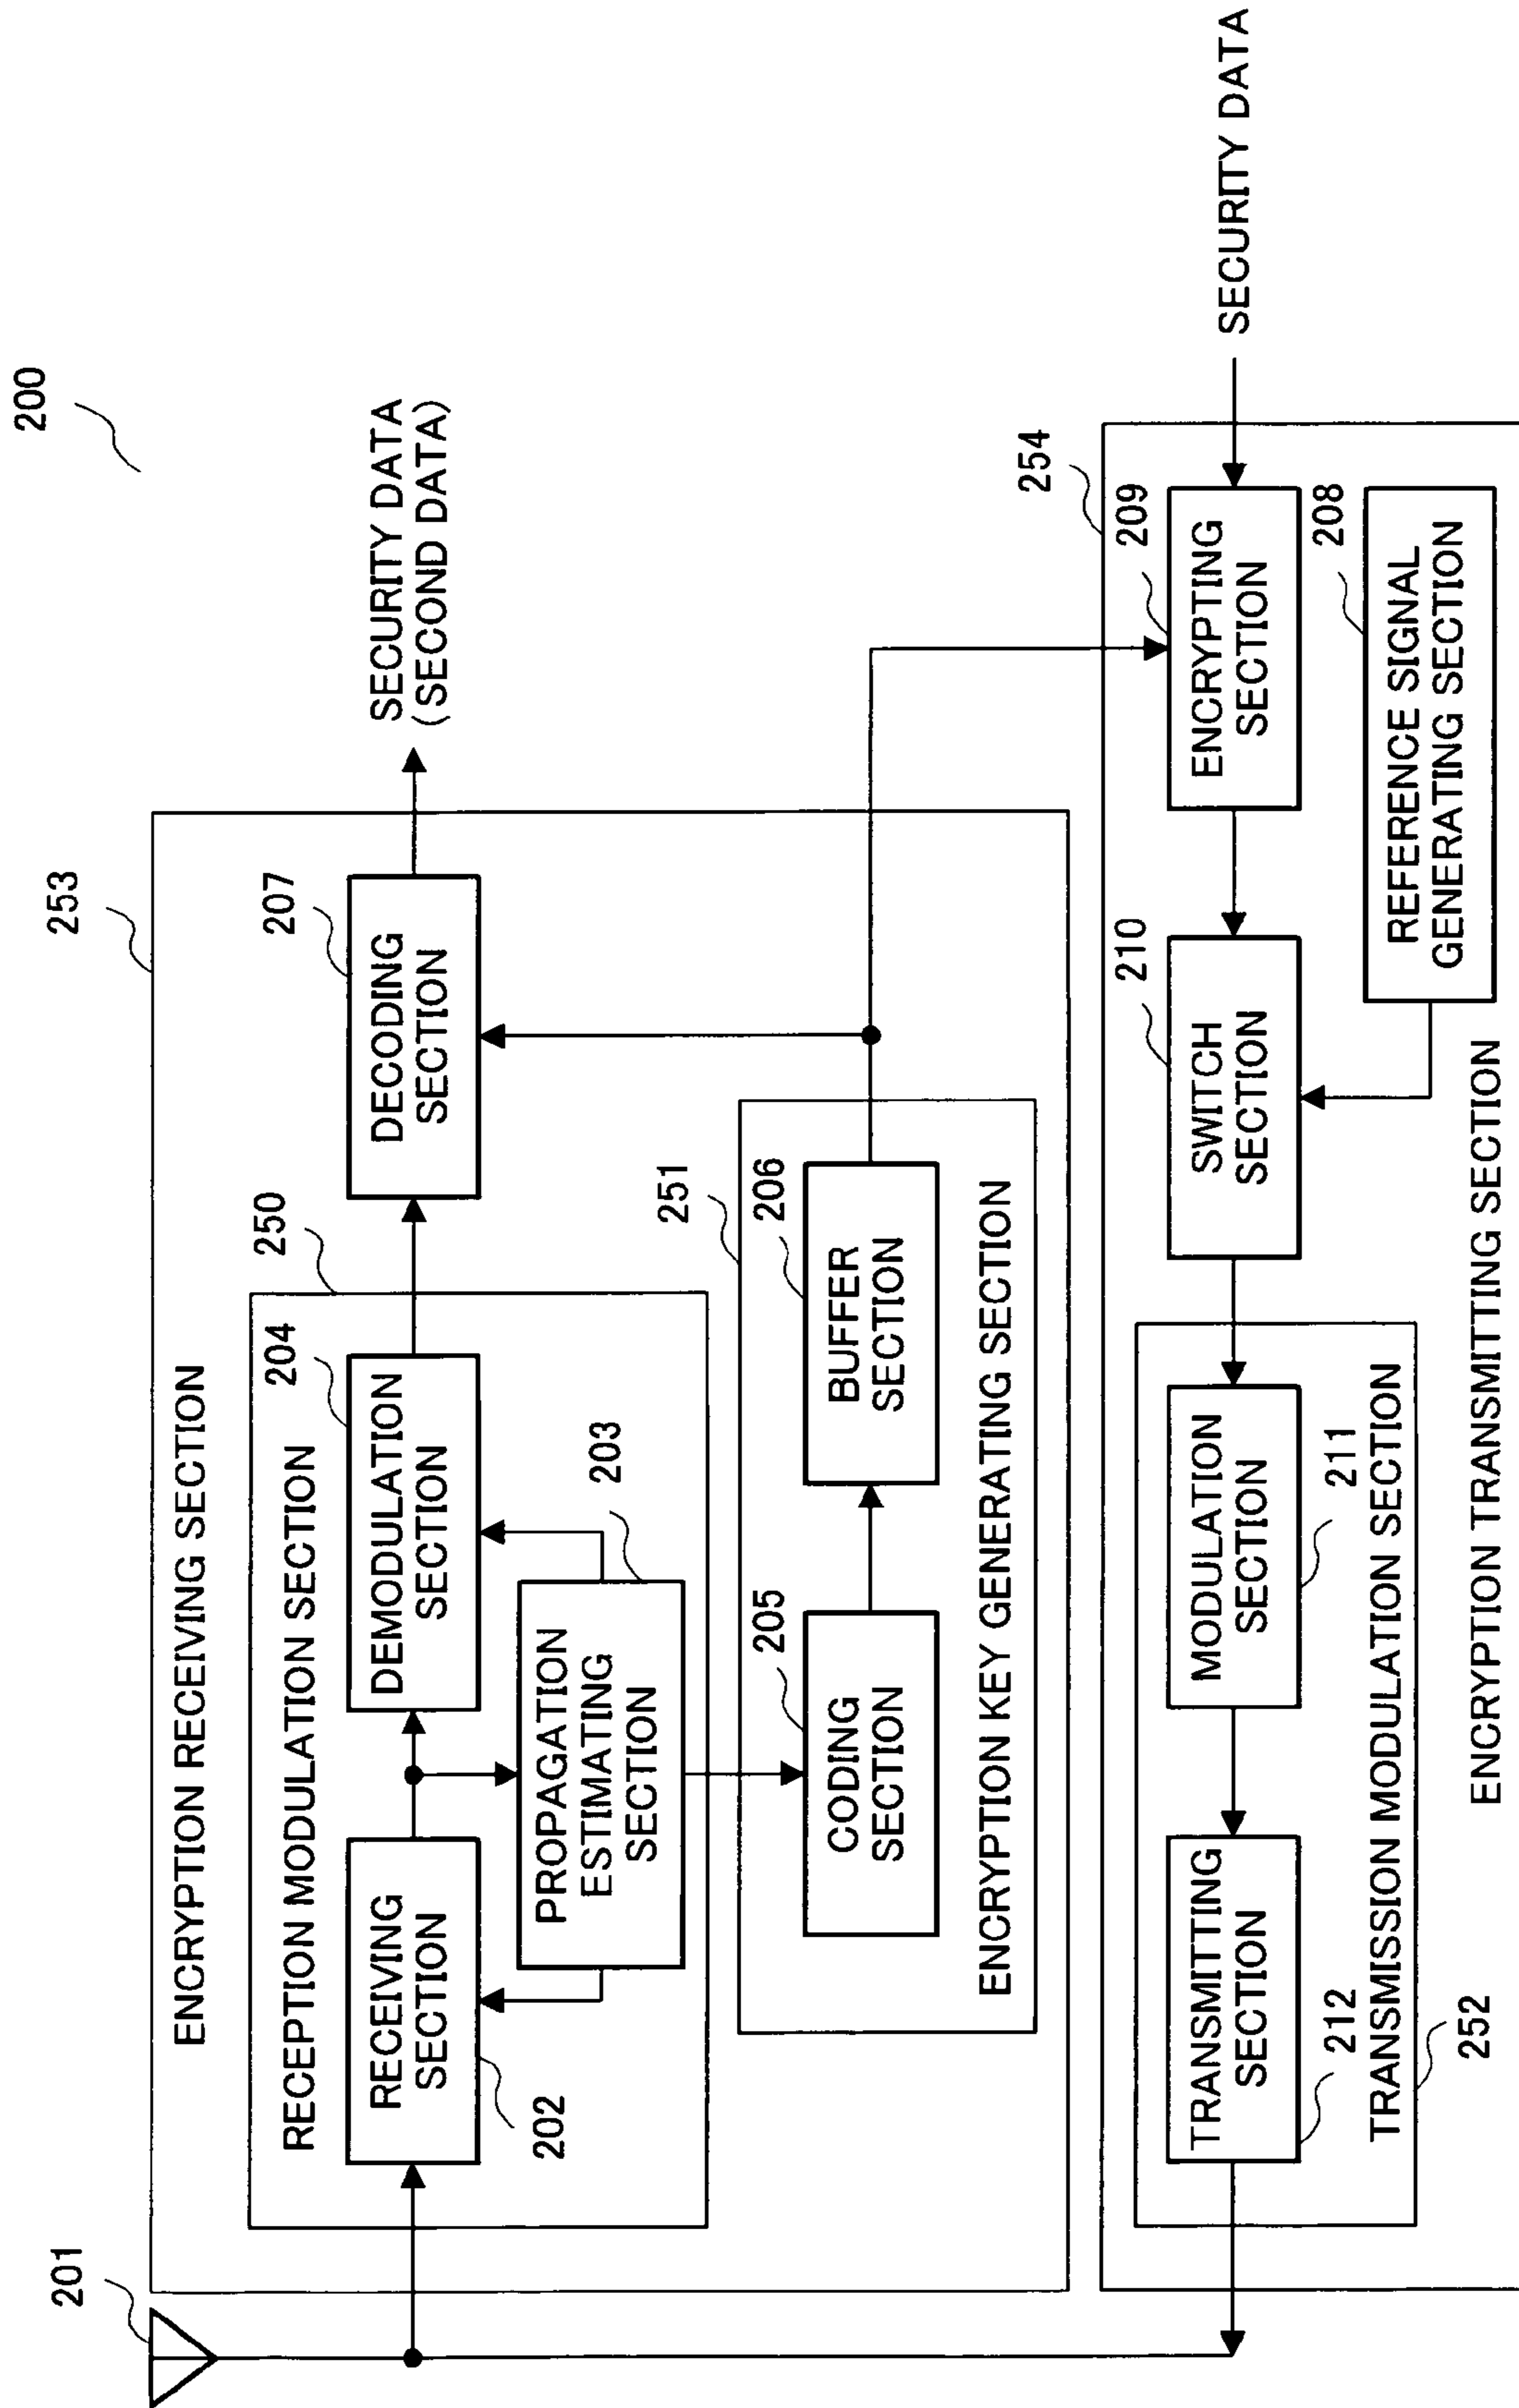 200
201
253
ENCRYPTION RECEIVING SECTION
250
RECEPTION MODULATION SECTION
RECEIVING
SECTION
202
204
DEMODULATION
SECTION
PROPAGATION
ESTIMATING
SECTION
203
207
DECODING
SECTION
SECURITY DATA
(SECOND DATA)
251
205
CODING
SECTION
206
BUFFER
SECTION
ENCRYPTION KEY GENERATING SECTION
254
TRANSMITTING
SECTION
212
MODULATION
SECTION
211
TRANSMISSION MODULATION SECTION
252
210
SWITCH
SECTION
209
ENCRYPTING
SECTION
SECURITY DATA
208
REFERENCE SIGNAL
GENERATING SECTION
ENCRYPTION TRANSMITTING SECTION